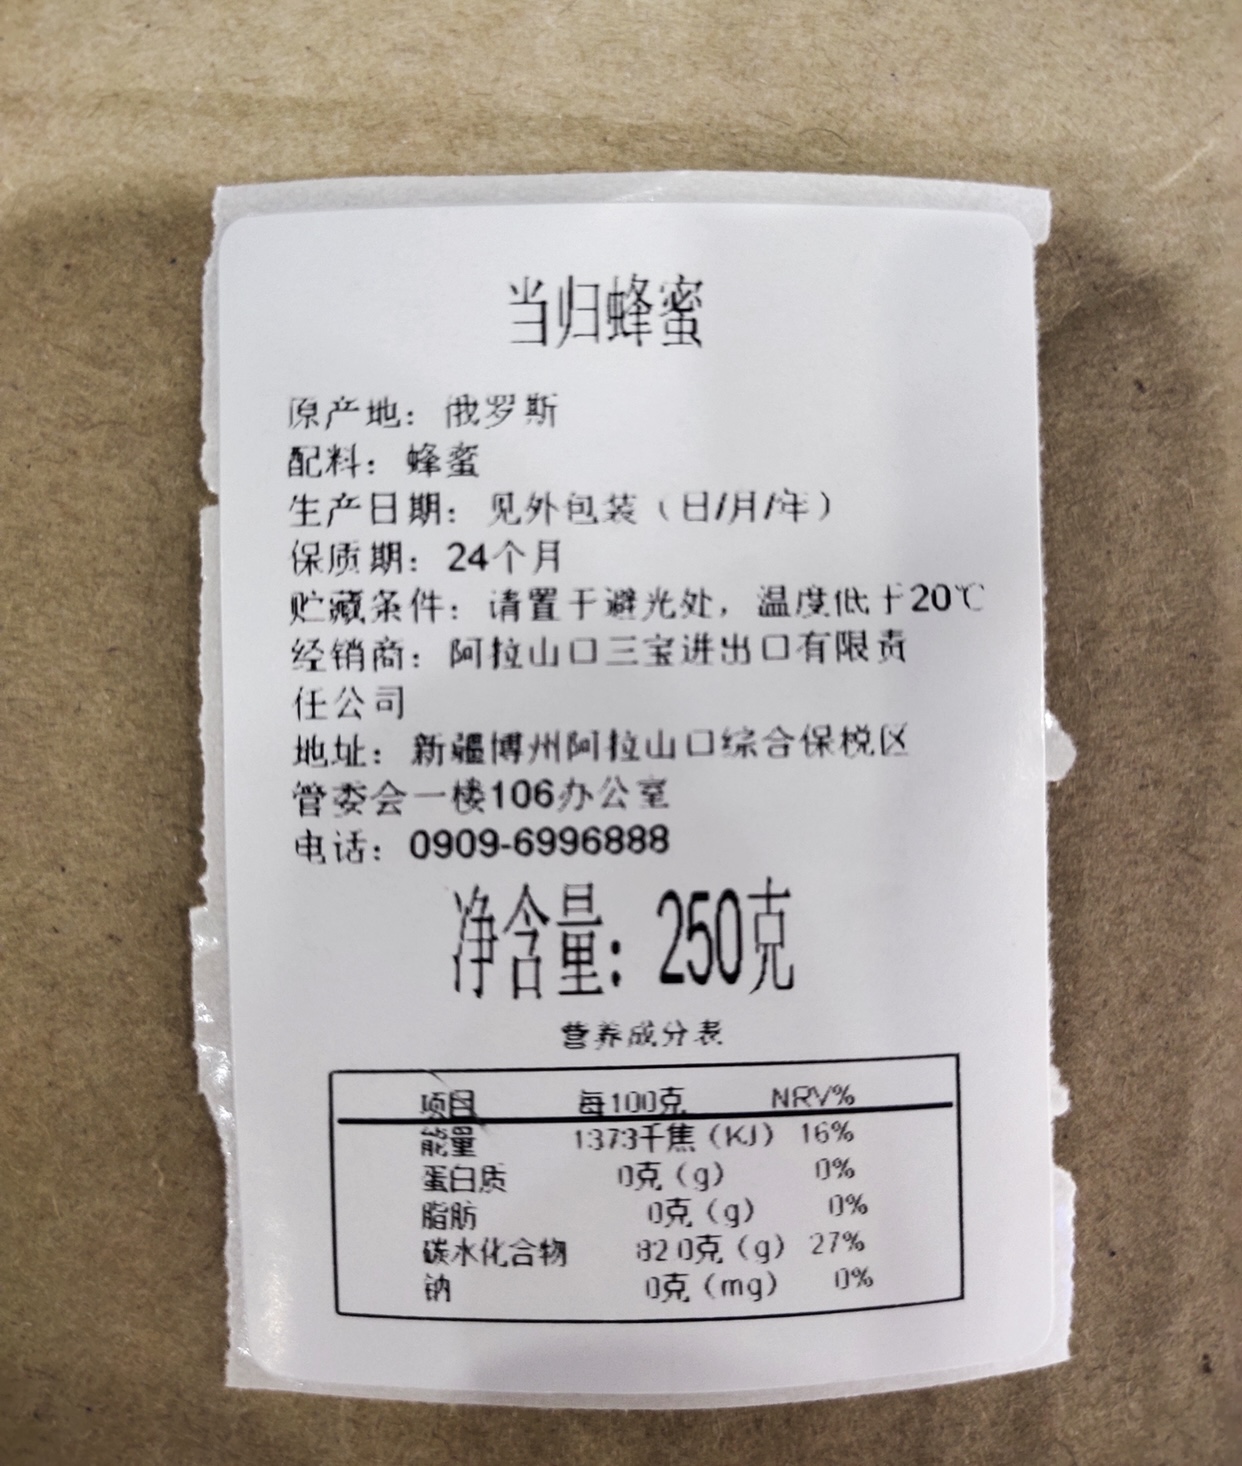 当归蜂蜜
原产地：俄罗斯
配料：蜂蜜
生产日期：见外包装（日/月/年）
保质期：24个月
贮藏条件：请置于避光处，温度低于20℃
经销商：阿拉山口三宝进出口有限责
任公司
地址：新疆博州阿拉山口综合保税区
管委会一楼106办公室
电话：0909-6996888
净含量：250克
营养成分表
项目 每100克 NRV%
能量 1373千焦（KJ） 16%
蛋白质 0克（g） 0%
脂肪 0克（g） 0%
碳水化合物 82.0克（g） 27%
钠 0克（mg） 0%